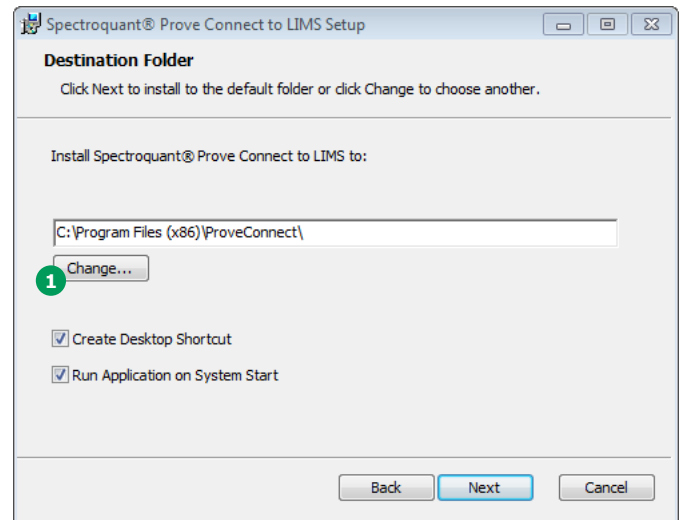 Spectroquant® Prove Connect to LIMS Setup
Destination Folder
Click Next to install to the default folder or click Change to choose another.
Install Spectroquant® Prove Connect to LIMS to:
C:\Program Files (x86)\ProveConnect\
Change...
1
Create Desktop Shortcut
Run Application on System Start
Back Next Cancel